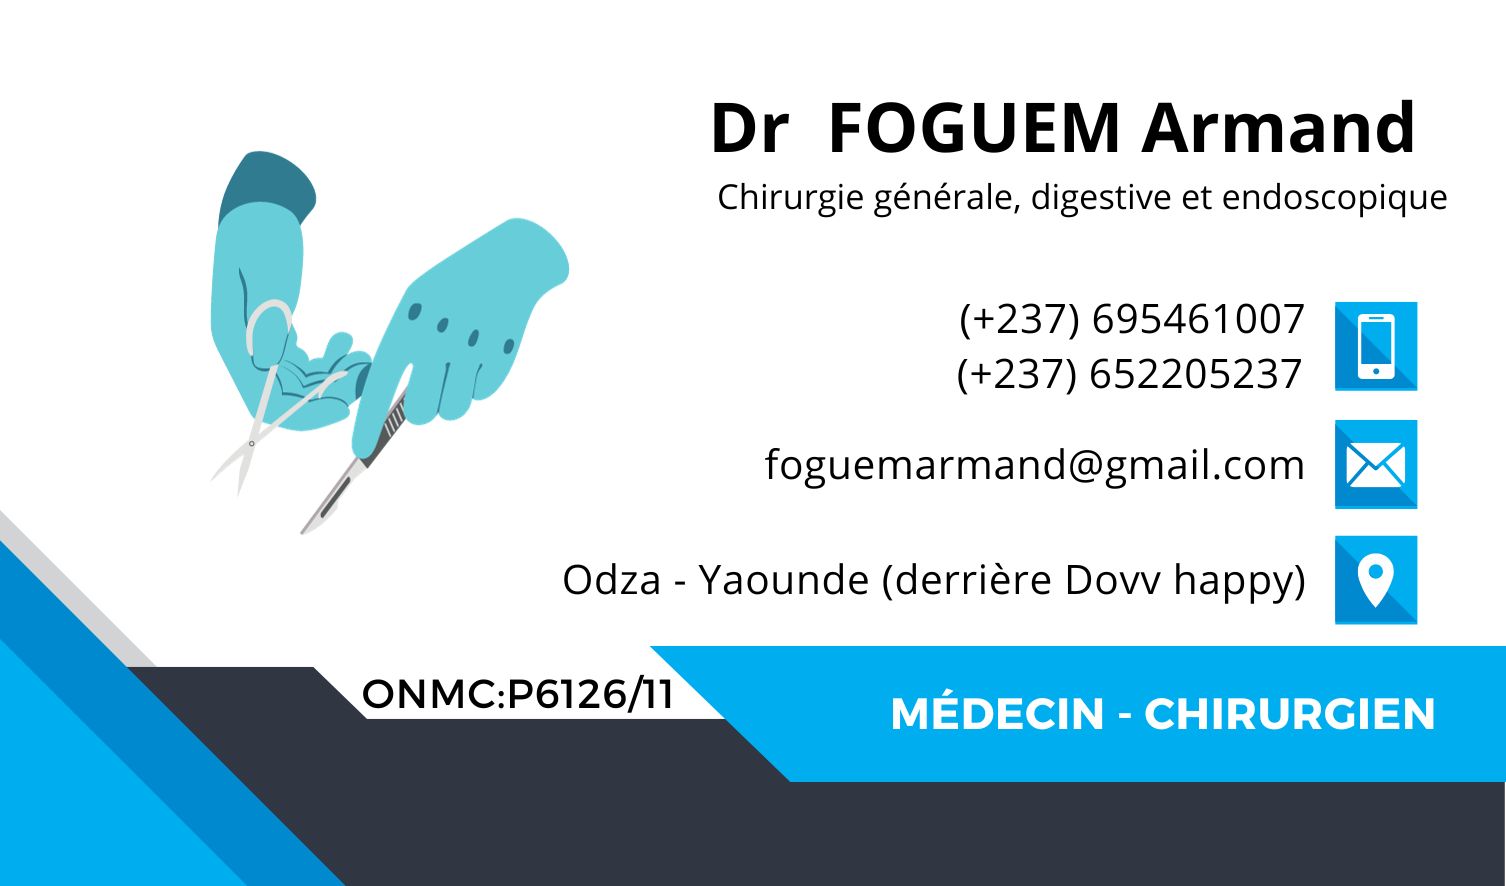 Dr FOGUEM Armand
Chirurgie générale, digestive et endoscopique
(+237) 695461007
(+237) 652205237
foguemarmand@gmail.com
Odza - Yaounde (derrière Dovv happy)
ONMC:P6126/11
MÉDECIN - CHIRURGIEN